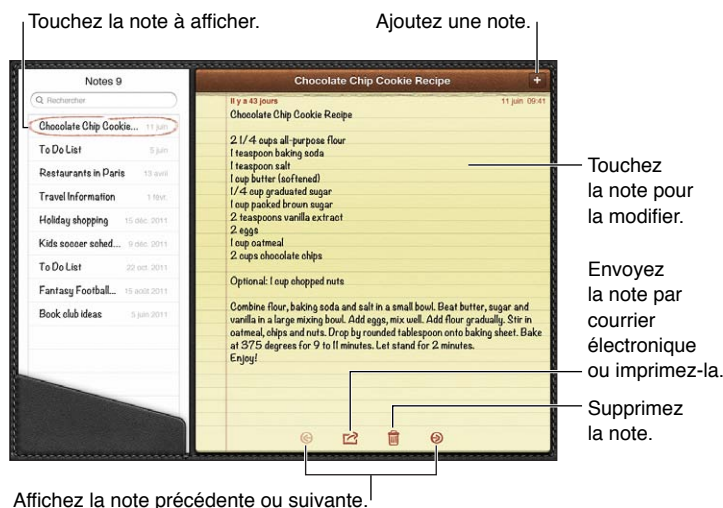 Touchez la note à afficher.
Ajoutez une note.
Notes 9
Rechercher
Chocolate Chip Cookie... 11 juin
To Do List 5 juin
Restaurants in Paris 13 avril
Travel Information 1 févr.
Holiday shopping 15 déc. 2011
Kids soccer sched... 9 déc. 2011
To Do List 22 oct. 2011
Fantasy Football... 15 août 2011
Book club ideas 5 juin 2011
Chocolate Chip Cookie Recipe
+
Il y a 43 jours 11 juin 09:41
Chocolate Chip Cookie Recipe
2 1/4 cups all-purpose flour
1 teaspoon baking soda
1 teaspoon salt
1 cup butter (softened)
1/4 cup graduated sugar
1 cup packed brown sugar
2 teaspoons vanilla extract
2 eggs
1 cup oatmeal
2 cups chocolate chips
Optional: 1 cup chopped nuts
Combine flour, baking soda and salt in a small bowl. Beat butter, sugar and
vanilla in a large mixing bowl. Add eggs, mix well. Add flour gradually. Stir in
oatmeal, chips and nuts. Drop by rounded tablespoon onto baking sheet. Bake
at 375 degrees for 9 to 11 minutes. Let stand for 2 minutes.
Enjoy!
Touchez
la note pour
la modifier.
Envoyez
la note par
courrier
électronique
ou imprimez-la.
Supprimez
la note.
Affichez la note précédente ou suivante.